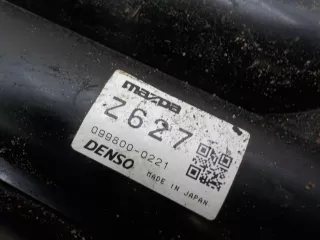 mazda
Z627
099800-0221
DENSO
MADE IN JAPAN